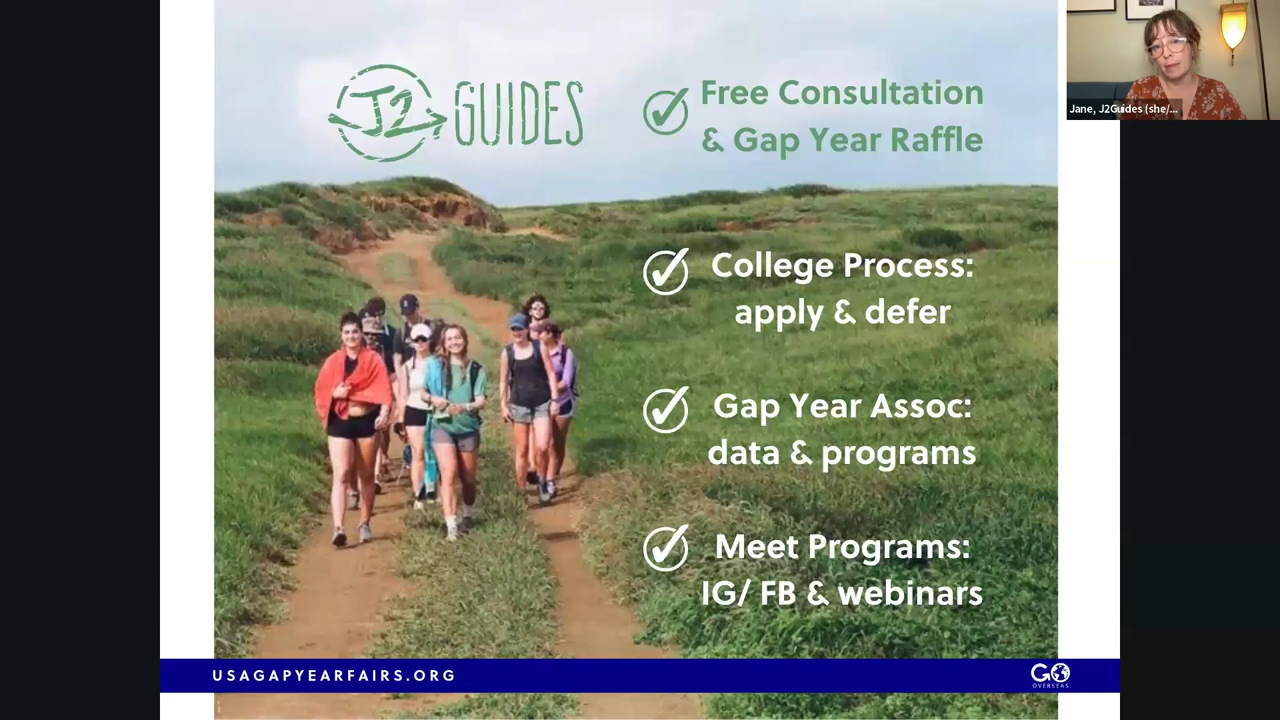 J2 GUIDES
Free Consultation
& Gap Year Raffle
College Process:
apply & defer
Gap Year Assoc:
data & programs
Meet Programs:
IG/ FB & webinars
Jane, J2Guides (she/...
USAGAPYEARFAIRS.ORG
GO
OVERSEAS